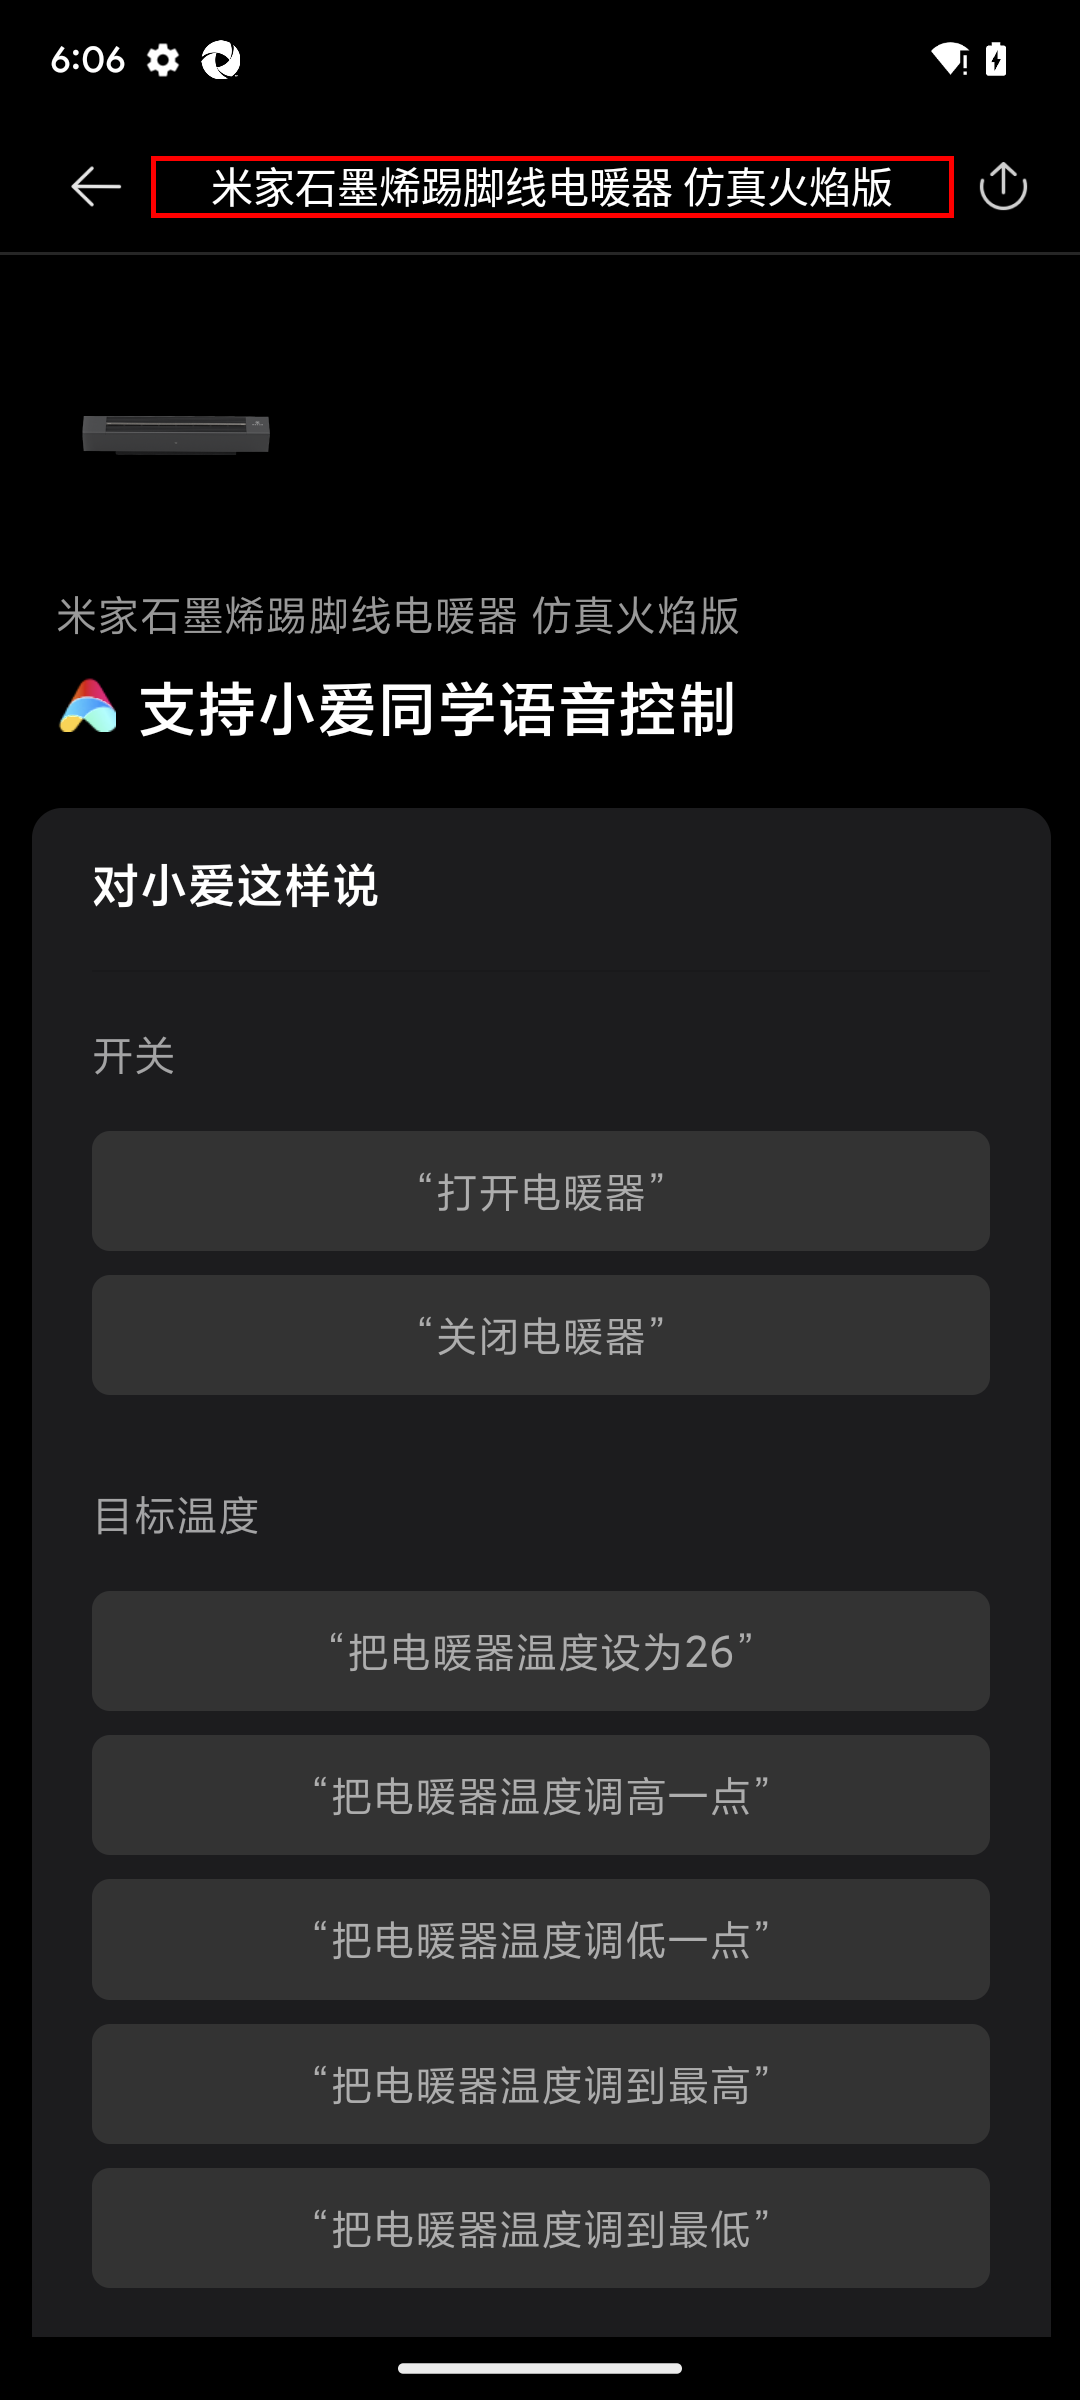 6:06
米家石墨烯踢脚线电暖器 仿真火焰版
米家石墨烯踢脚线电暖器 仿真火焰版
支持小爱同学语音控制
对小爱这样说
开关
“打开电暖器”
“关闭电暖器”
目标温度
“把电暖器温度设为26”
“把电暖器温度调高一点”
“把电暖器温度调低一点”
“把电暖器温度调到最高”
“把电暖器温度调到最低”